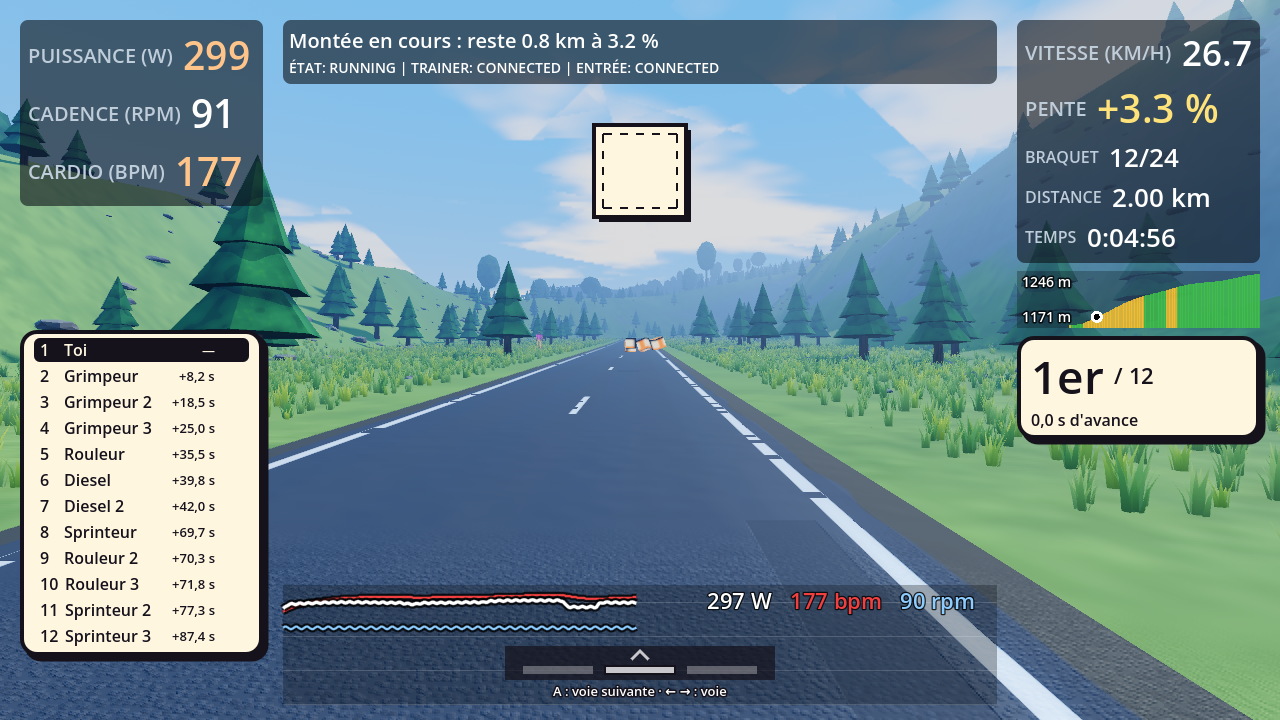 PUISSANCE (W) 299
CADENCE (RPM) 91
CARDIO (BPM) 177
Montée en cours : reste 0.8 km à 3.2 %
ÉTAT: RUNNING | TRAINER: CONNECTED | ENTRÉE: CONNECTED
VITESSE (KM/H) 26.7
PENTE +3.3 %
BRAQUET 12/24
DISTANCE 2.00 km
TEMPS 0:04:56
1246 m
1171 m
1er / 12
0,0 s d'avance
1 Toi —
2 Grimpeur +8,2 s
3 Grimpeur 2 +18,5 s
4 Grimpeur 3 +25,0 s
5 Rouleur +35,5 s
6 Diesel +39,8 s
7 Diesel 2 +42,0 s
8 Sprinteur +69,7 s
9 Rouleur 2 +70,3 s
10 Rouleur 3 +71,8 s
11 Sprinteur 2 +77,3 s
12 Sprinteur 3 +87,4 s
297 W 177 bpm 90 rpm
A : voie suivante · ← → : voie